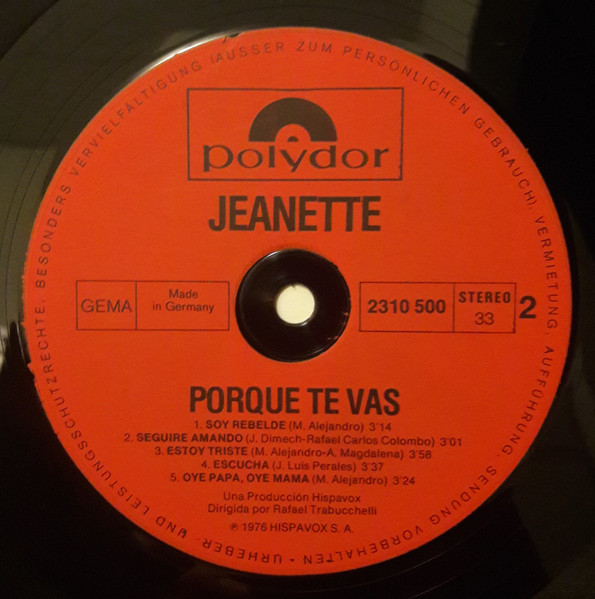 URHEBER- UND LEISTUNGSSCHUTZRECHTE, BESONDERS VERVIELFÄLTIGUNG (AUSSER ZUM PERSÖNLICHEN GEBRAUCH), VERMIETUNG, AUFFÜHRUNG, SENDUNG VORBEHALTEN -
polydor
JEANETTE
GEMA Made in Germany
2310 500 STEREO 33 2
PORQUE TE VAS
1. SOY REBELDE (M. Alejandro) 3'14
2. SEGUIRE AMANDO (J. Dimech-Rafael Carlos Colombo) 3'01
3. ESTOY TRISTE (M. Alejandro-A. Magdalena) 3'58
4. ESCUCHA (J. Luis Perales) 3'37
5. OYE PAPA, OYE MAMA (M. Alejandro) 3'24
Una Producción Hispavox
Dirigida por Rafael Trabucchelli
℗ 1976 HISPAVOX S. A.